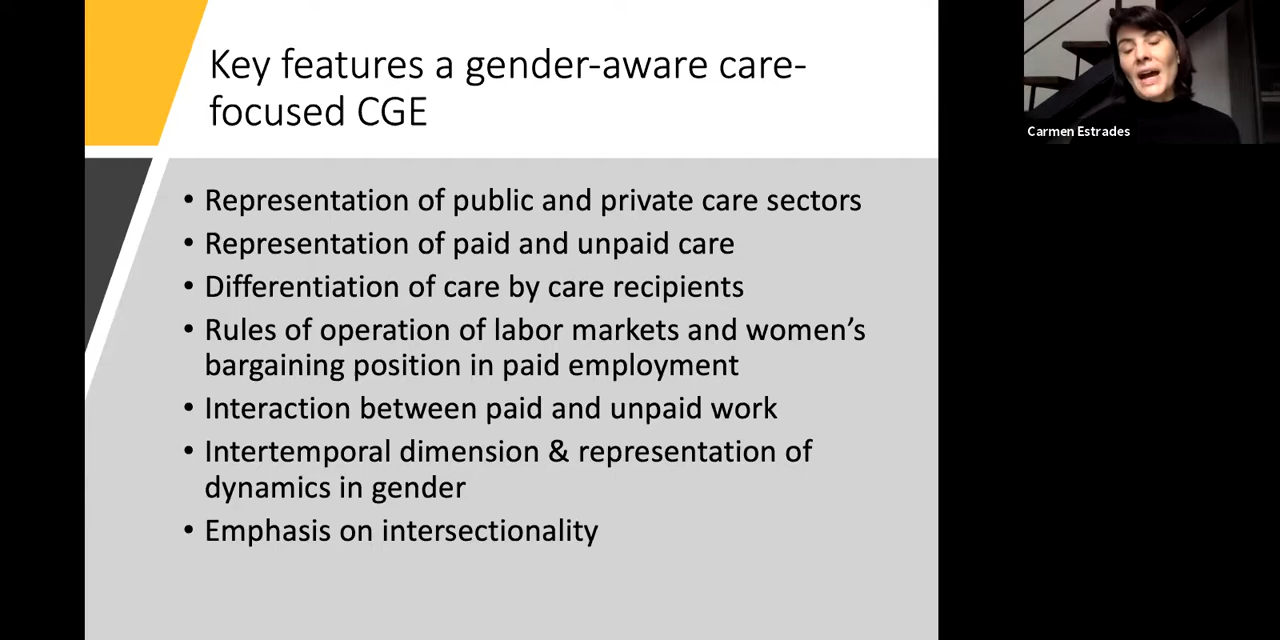 Key features a gender-aware care-
focused CGE
• Representation of public and private care sectors
• Representation of paid and unpaid care
• Differentiation of care by care recipients
• Rules of operation of labor markets and women’s
bargaining position in paid employment
• Interaction between paid and unpaid work
• Intertemporal dimension & representation of
dynamics in gender
• Emphasis on intersectionality
Carmen Estrades